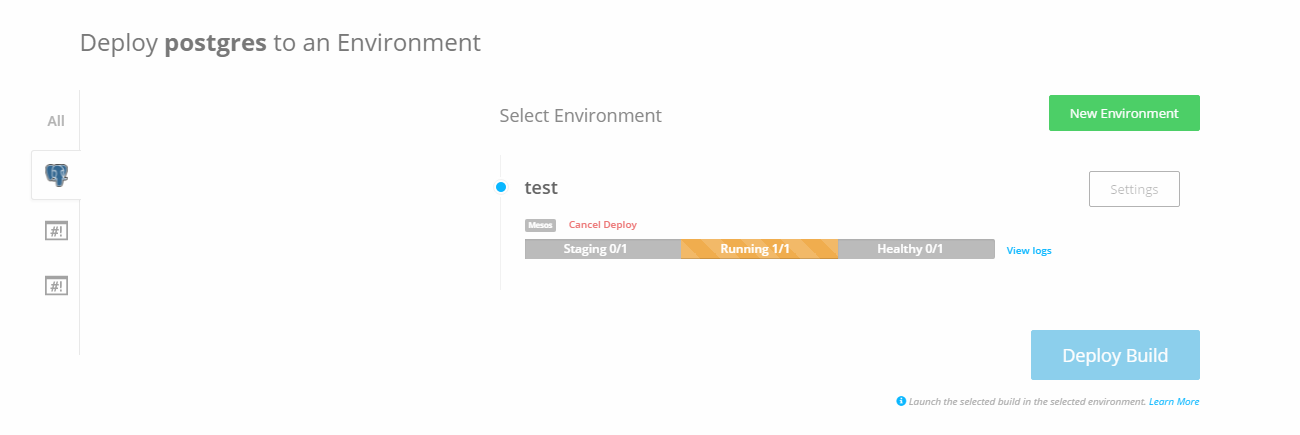 Deploy postgres to an Environment
All
#!
#!
Select Environment
New Environment
test
Settings
Mesos Cancel Deploy
Staging 0/1 Running 1/1 Healthy 0/1 View logs
Deploy Build
Launch the selected build in the selected environment. Learn More